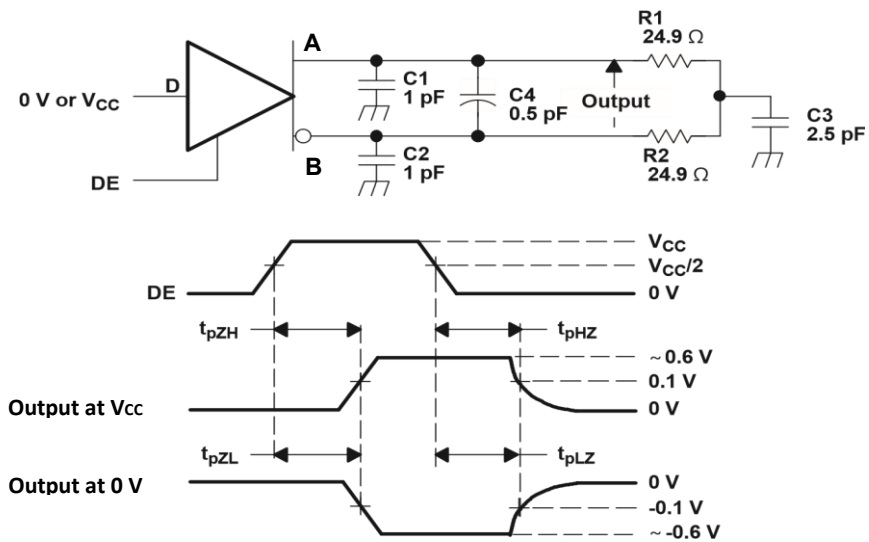 A
R1
24.9 Ω
D
0 V or VCC
C1
1 pF
C4
0.5 pF
Output
C3
2.5 pF
C2
1 pF
B
R2
24.9 Ω
DE
VCC
VCC/2
DE
0 V
tpZH
tpHZ
~ 0.6 V
0.1 V
Output at VCC
0 V
tpZL
tpLZ
0 V
Output at 0 V
-0.1 V
~ -0.6 V